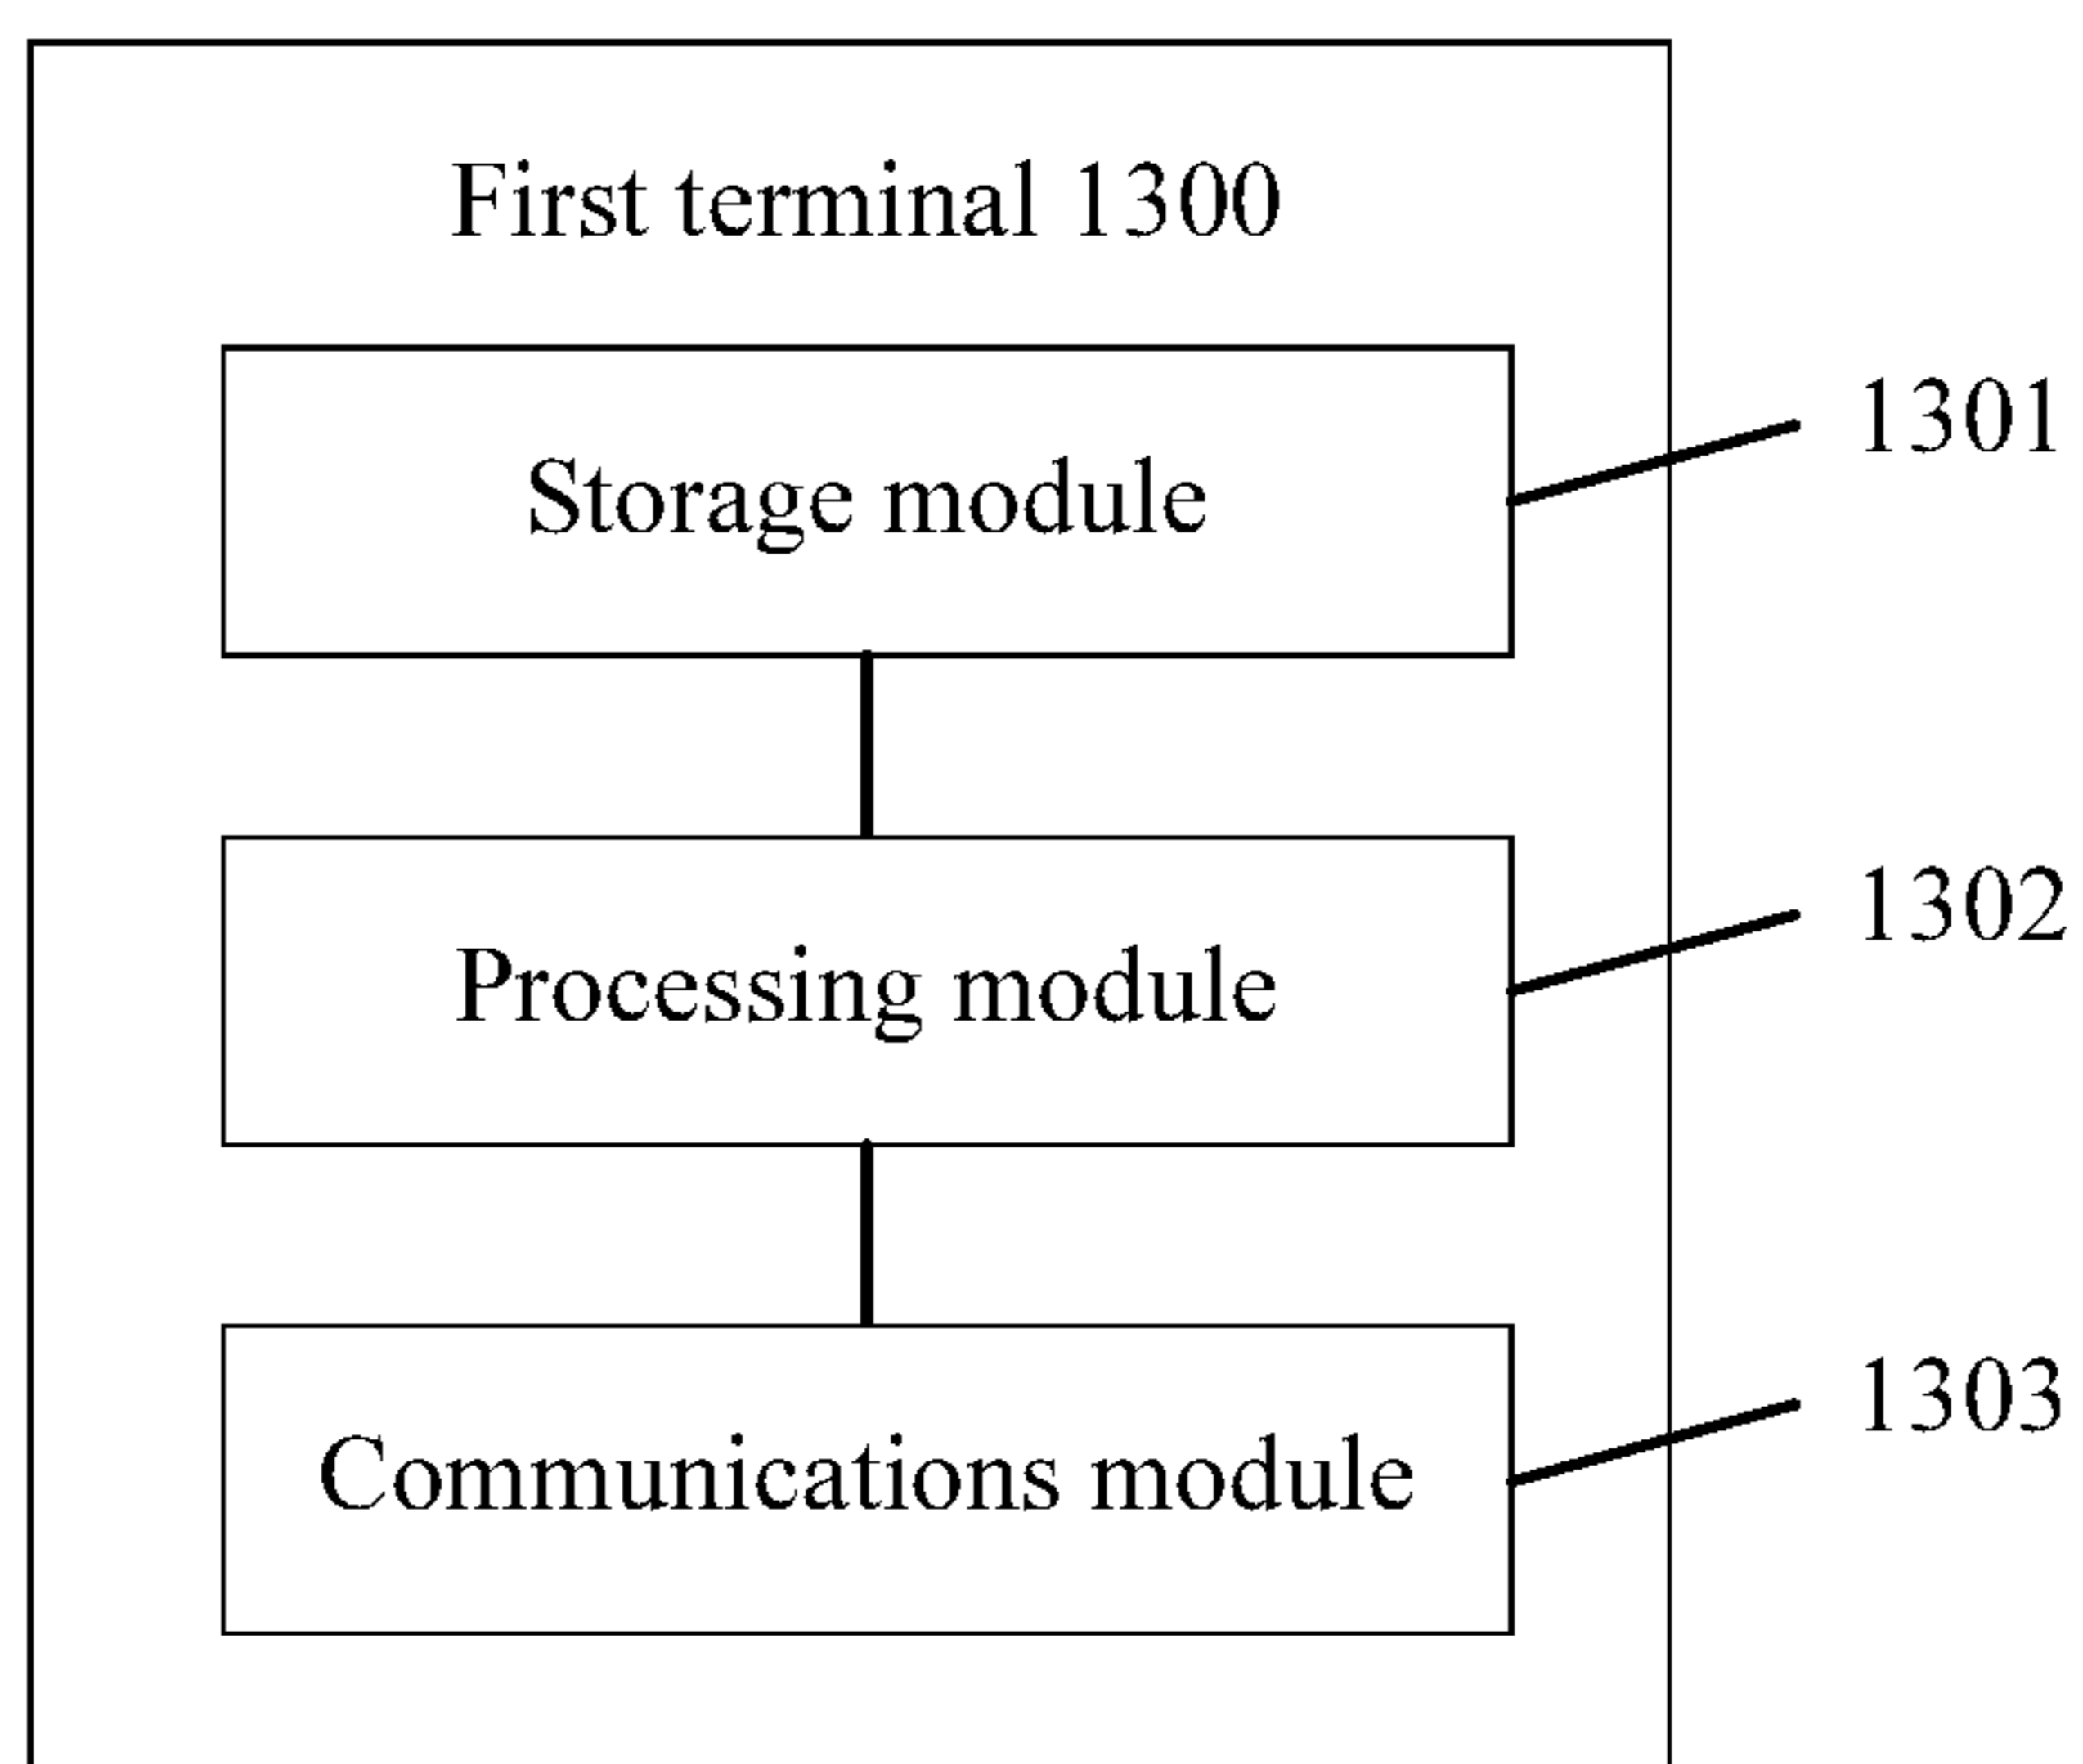 First terminal 1300
Storage module
1301
Processing module
1302
Communications module
1303